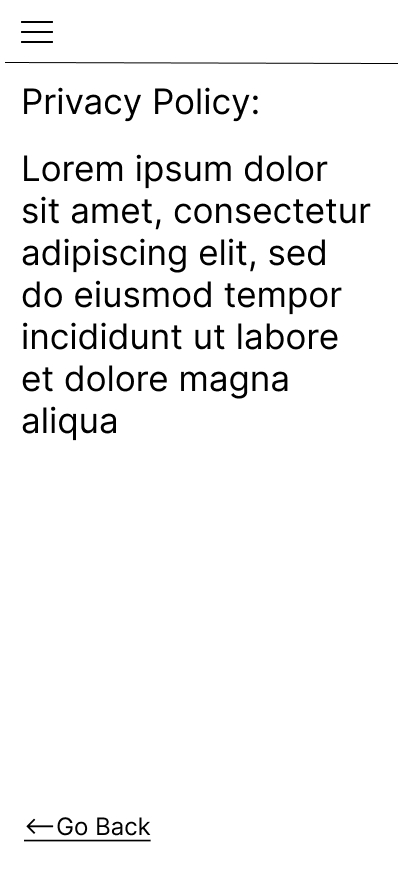 Privacy Policy:
Lorem ipsum dolor
sit amet, consectetur
adipiscing elit, sed
do eiusmod tempor
incididunt ut labore
et dolore magna
aliqua
←Go Back